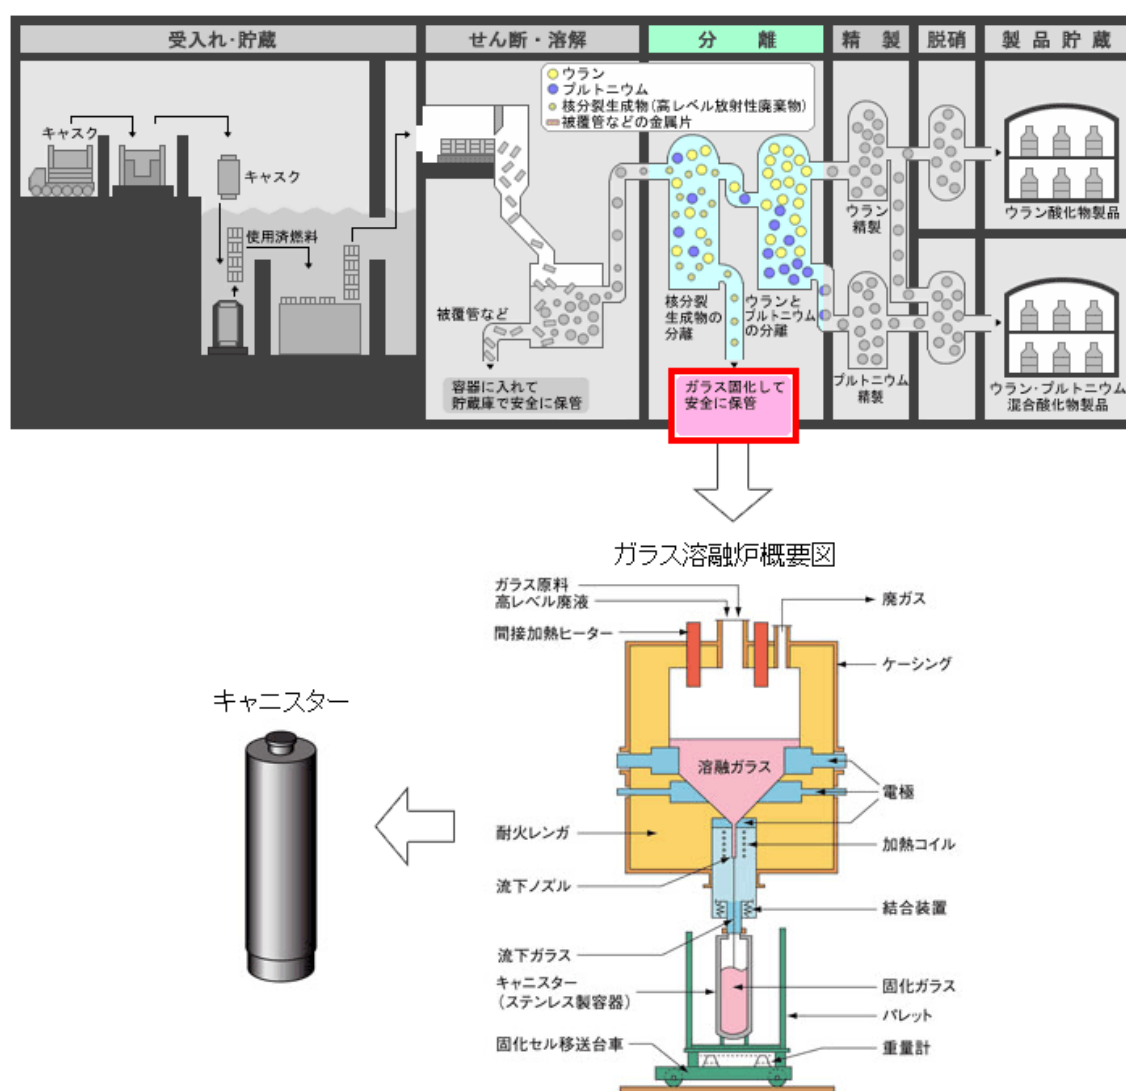 受入れ・貯蔵
せん断・溶解
分離
精製
脱硝
製品貯蔵
ウラン
プルトニウム
核分裂生成物(高レベル放射性廃棄物)
被覆管などの金属片
キャスク
キャスク
使用済燃料
被覆管など
容器に入れて
貯蔵庫で安全に保管
核分裂
生成物の
分離
ウランと
プルトニウム
の分離
ガラス固化して
安全に保管
ウラン
精製
プルトニウム
精製
ウラン酸化物製品
ウラン・プルトニウム
混合酸化物製品
ガラス溶融炉概要図
ガラス原料
高レベル廃液
間接加熱ヒーター
廃ガス
ケーシング
溶融ガラス
電極
耐火レンガ
加熱コイル
流下ノズル
結合装置
流下ガラス
キャニスター
(ステンレス製容器)
固化ガラス
パレット
固化セル移送台車
重量計
キャニスター